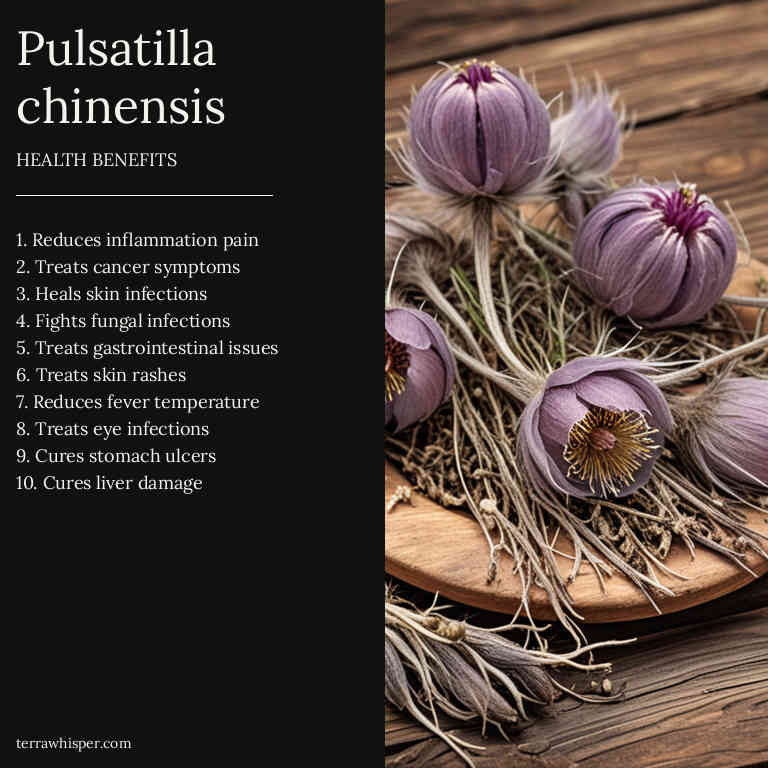 Pulsatilla
chinensis
HEALTH BENEFITS
1. Reduces inflammation pain
2. Treats cancer symptoms
3. Heals skin infections
4. Fights fungal infections
5. Treats gastrointestinal issues
6. Treats skin rashes
7. Reduces fever temperature
8. Treats eye infections
9. Cures stomach ulcers
10. Cures liver damage
terrawhisper.com